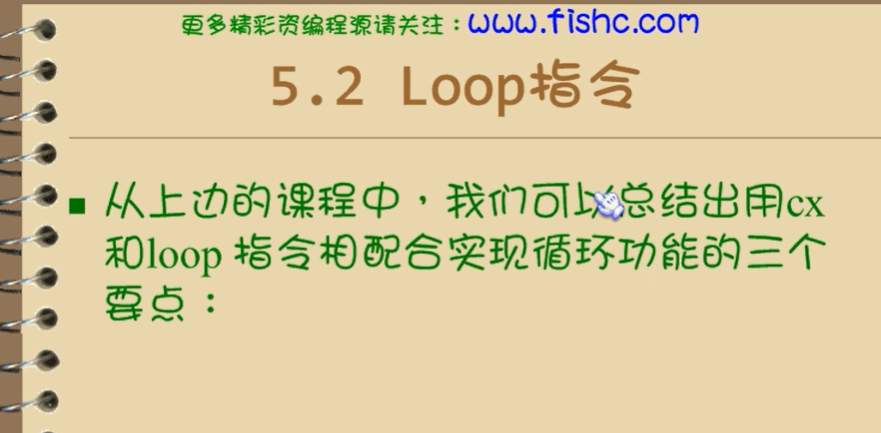 更多精彩资编程源请关注：www.fishc.com
5.2 Loop指令
■ 从上边的课程中，我们可以总结出用cx
和loop 指令相配合实现循环功能的三个
要点：